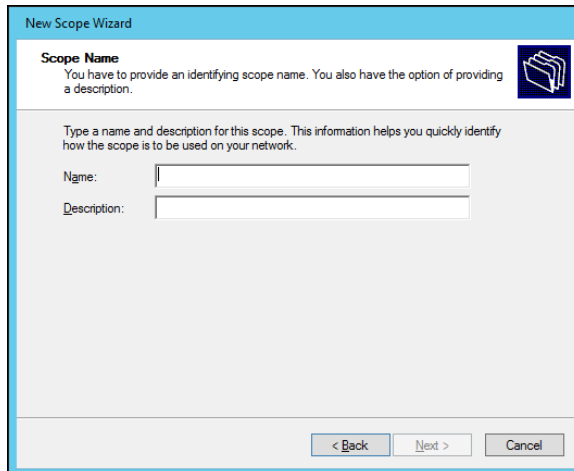 New Scope Wizard
Scope Name
You have to provide an identifying scope name. You also have the option of providing
a description.
Type a name and description for this scope. This information helps you quickly identify
how the scope is to be used on your network.
Name:
Description:
< Back Next > Cancel